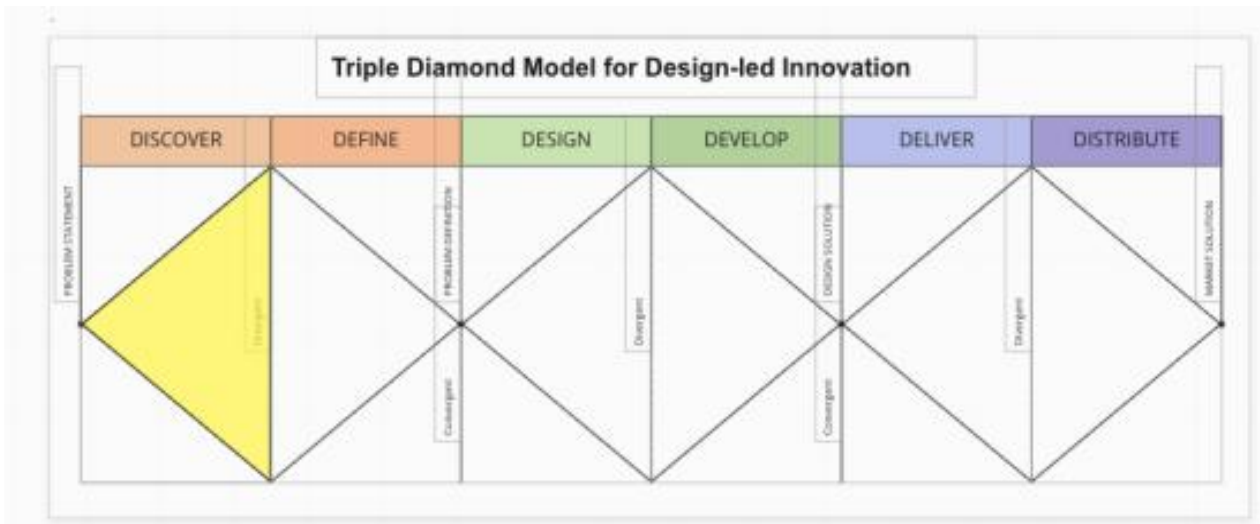 Triple Diamond Model for Design-led Innovation
DISCOVER
DEFINE
DESIGN
DEVELOP
DELIVER
DISTRIBUTE
PROBLEM STATEMENT
Divergent
PROBLEM DEFINITION
Convergent
Divergent
DESIGN SOLUTION
Convergent
Divergent
MARKET SOLUTION